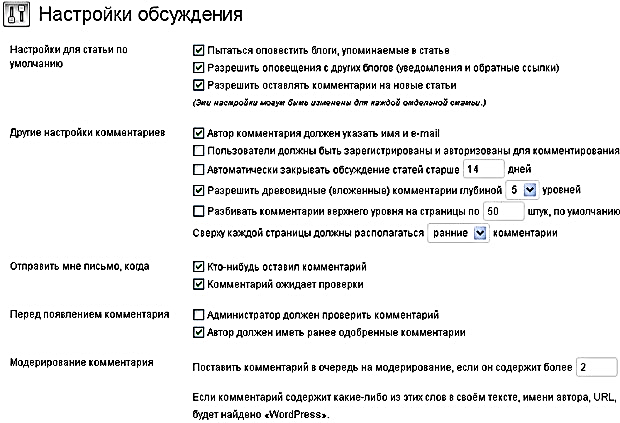 Настройки обсуждения
Настройки для статьи по умолчанию
Пытаться оповестить блоги, упоминаемые в статье
Разрешить оповещения с других блогов (уведомления и обратные ссылки)
Разрешить оставлять комментарии на новые статьи
(Эти настройки могут быть изменены для каждой отдельной статьи.)
Другие настройки комментариев
Автор комментария должен указать имя и e-mail
Пользователи должны быть зарегистрированы и авторизованы для комментирования
Автоматически закрывать обсуждение статей старше 14 дней
Разрешить древовидные (вложенные) комментарии глубиной 5 уровней
Разбивать комментарии верхнего уровня на страницы по 50 штук, по умолчанию
Сверху каждой страницы должны располагаться ранние комментарии
Отправить мне письмо, когда
Кто-нибудь оставил комментарий
Комментарий ожидает проверки
Перед появлением комментария
Администратор должен проверить комментарий
Автор должен иметь ранее одобренные комментарии
Модерирование комментария
Поставить комментарий в очередь на модерирование, если он содержит более 2
Если комментарий содержит какие-либо из этих слов в своём тексте, имени автора, URL,
будет найдено «WordPress».